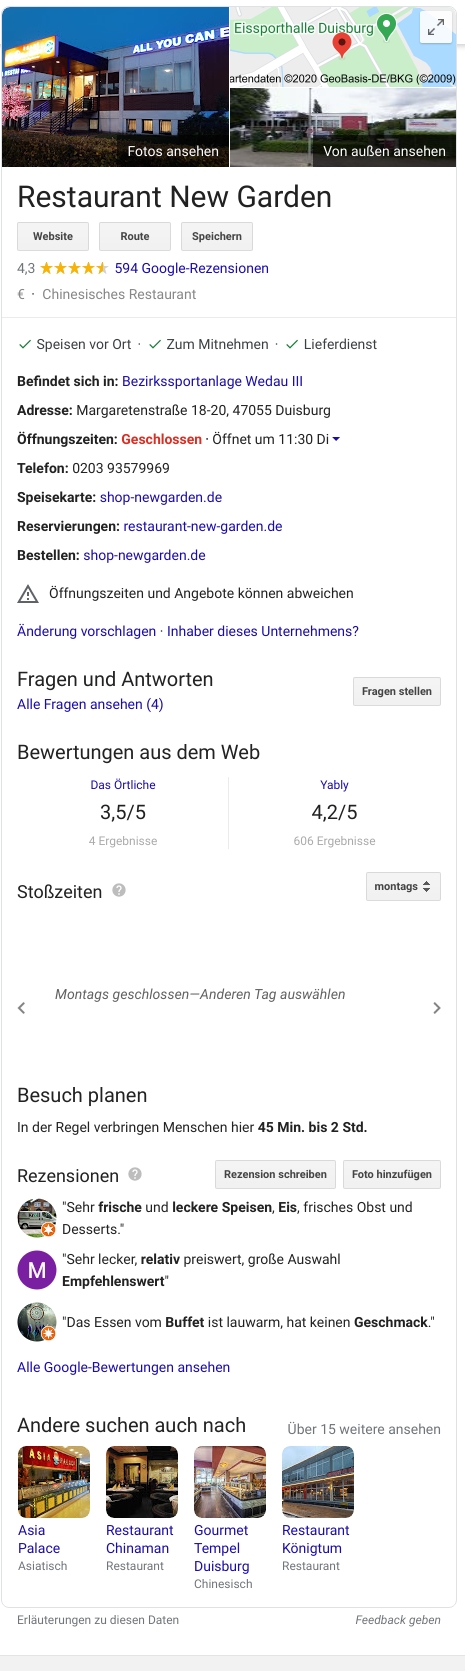 ALL YOU CAN E
Eissporthalle Duisburg
artendaten ©2020 GeoBasis-DE/BKG (©2009)
Fotos ansehen
Von außen ansehen
Restaurant New Garden
Website Route Speichern
4,3 594 Google-Rezensionen
€ · Chinesisches Restaurant
Speisen vor Ort · Zum Mitnehmen · Lieferdienst
Befindet sich in: Bezirkssportanlage Wedau III
Adresse: Margaretenstraße 18-20, 47055 Duisburg
Öffnungszeiten: Geschlossen · Öffnet um 11:30 Di
Telefon: 0203 93579969
Speisekarte: shop-newgarden.de
Reservierungen: restaurant-new-garden.de
Bestellen: shop-newgarden.de
Öffnungszeiten und Angebote können abweichen
Änderung vorschlagen · Inhaber dieses Unternehmens?
Fragen und Antworten
Alle Fragen ansehen (4)
Fragen stellen
Bewertungen aus dem Web
Das Örtliche Yably
3,5/5 4,2/5
4 Ergebnisse 606 Ergebnisse
Stoßzeiten ? montags
Montags geschlossen—Anderen Tag auswählen
Besuch planen
In der Regel verbringen Menschen hier 45 Min. bis 2 Std.
Rezensionen ? Rezension schreiben Foto hinzufügen
"Sehr frische und leckere Speisen, Eis, frisches Obst und
Desserts."
M
"Sehr lecker, relativ preiswert, große Auswahl
Empfehlenswert"
"Das Essen vom Buffet ist lauwarm, hat keinen Geschmack."
Alle Google-Bewertungen ansehen
Andere suchen auch nach Über 15 weitere ansehen
ASIA PALACE
Asia
Palace
Asiatisch
Restaurant
Chinaman
Restaurant
Gourmet
Tempel
Duisburg
Chinesisch
Restaurant
Königtum
Restaurant
Erläuterungen zu diesen Daten Feedback geben